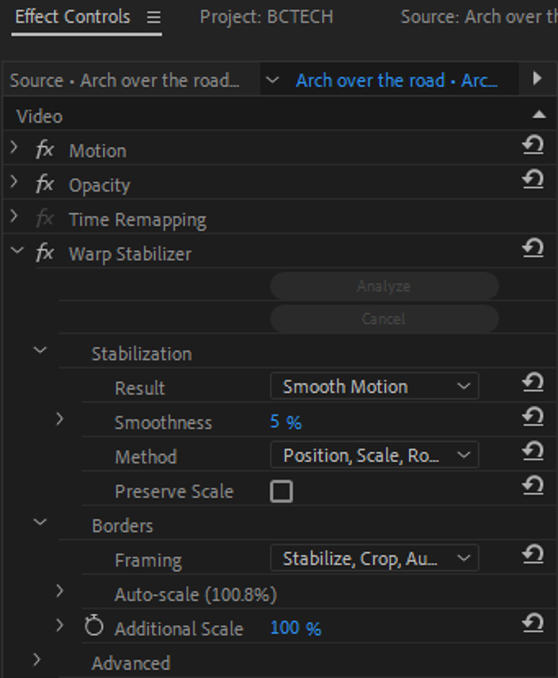 Effect Controls Project: BCTECH Source: Arch over th
Source • Arch over the road... Arch over the road • Arc...
Video
fx Motion
fx Opacity
fx Time Remapping
fx Warp Stabilizer
Analyze
Cancel
Stabilization
Result Smooth Motion
Smoothness 5 %
Method Position, Scale, Ro...
Preserve Scale
Borders
Framing Stabilize, Crop, Au...
Auto-scale (100.8%)
Additional Scale 100 %
Advanced